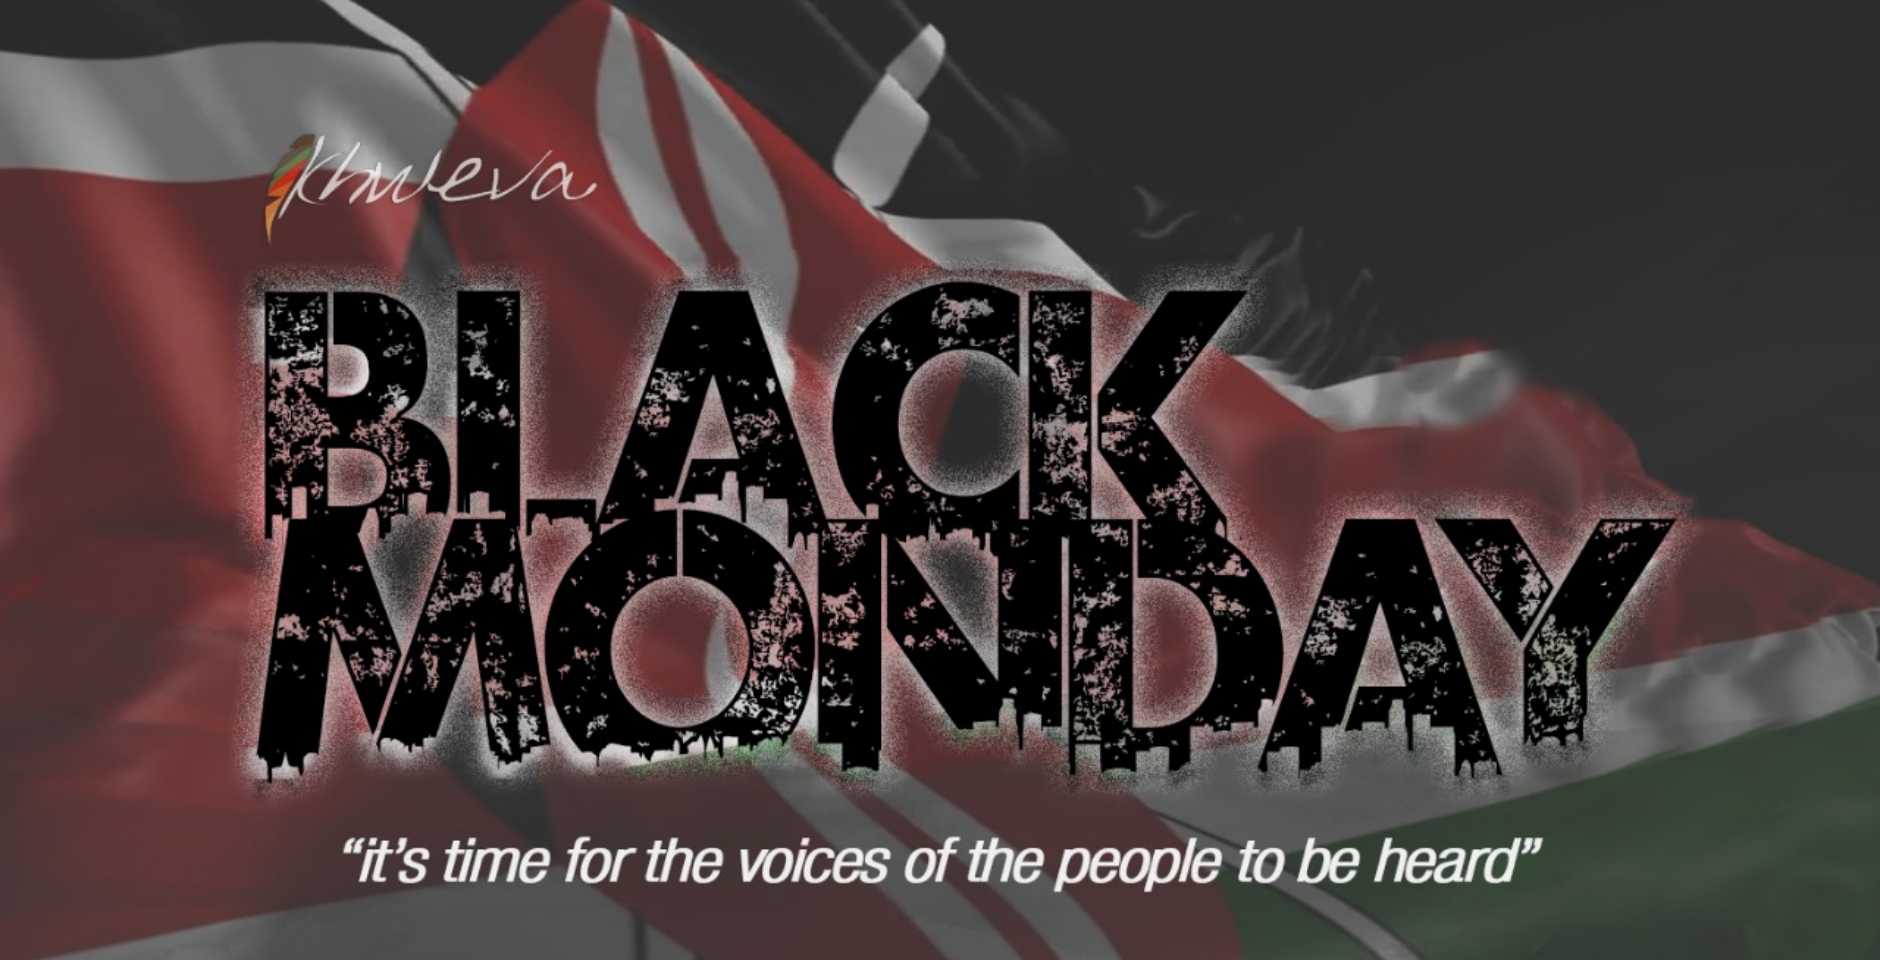 khweva
BLACK
MONDAY
“it’s time for the voices of the people to be heard”